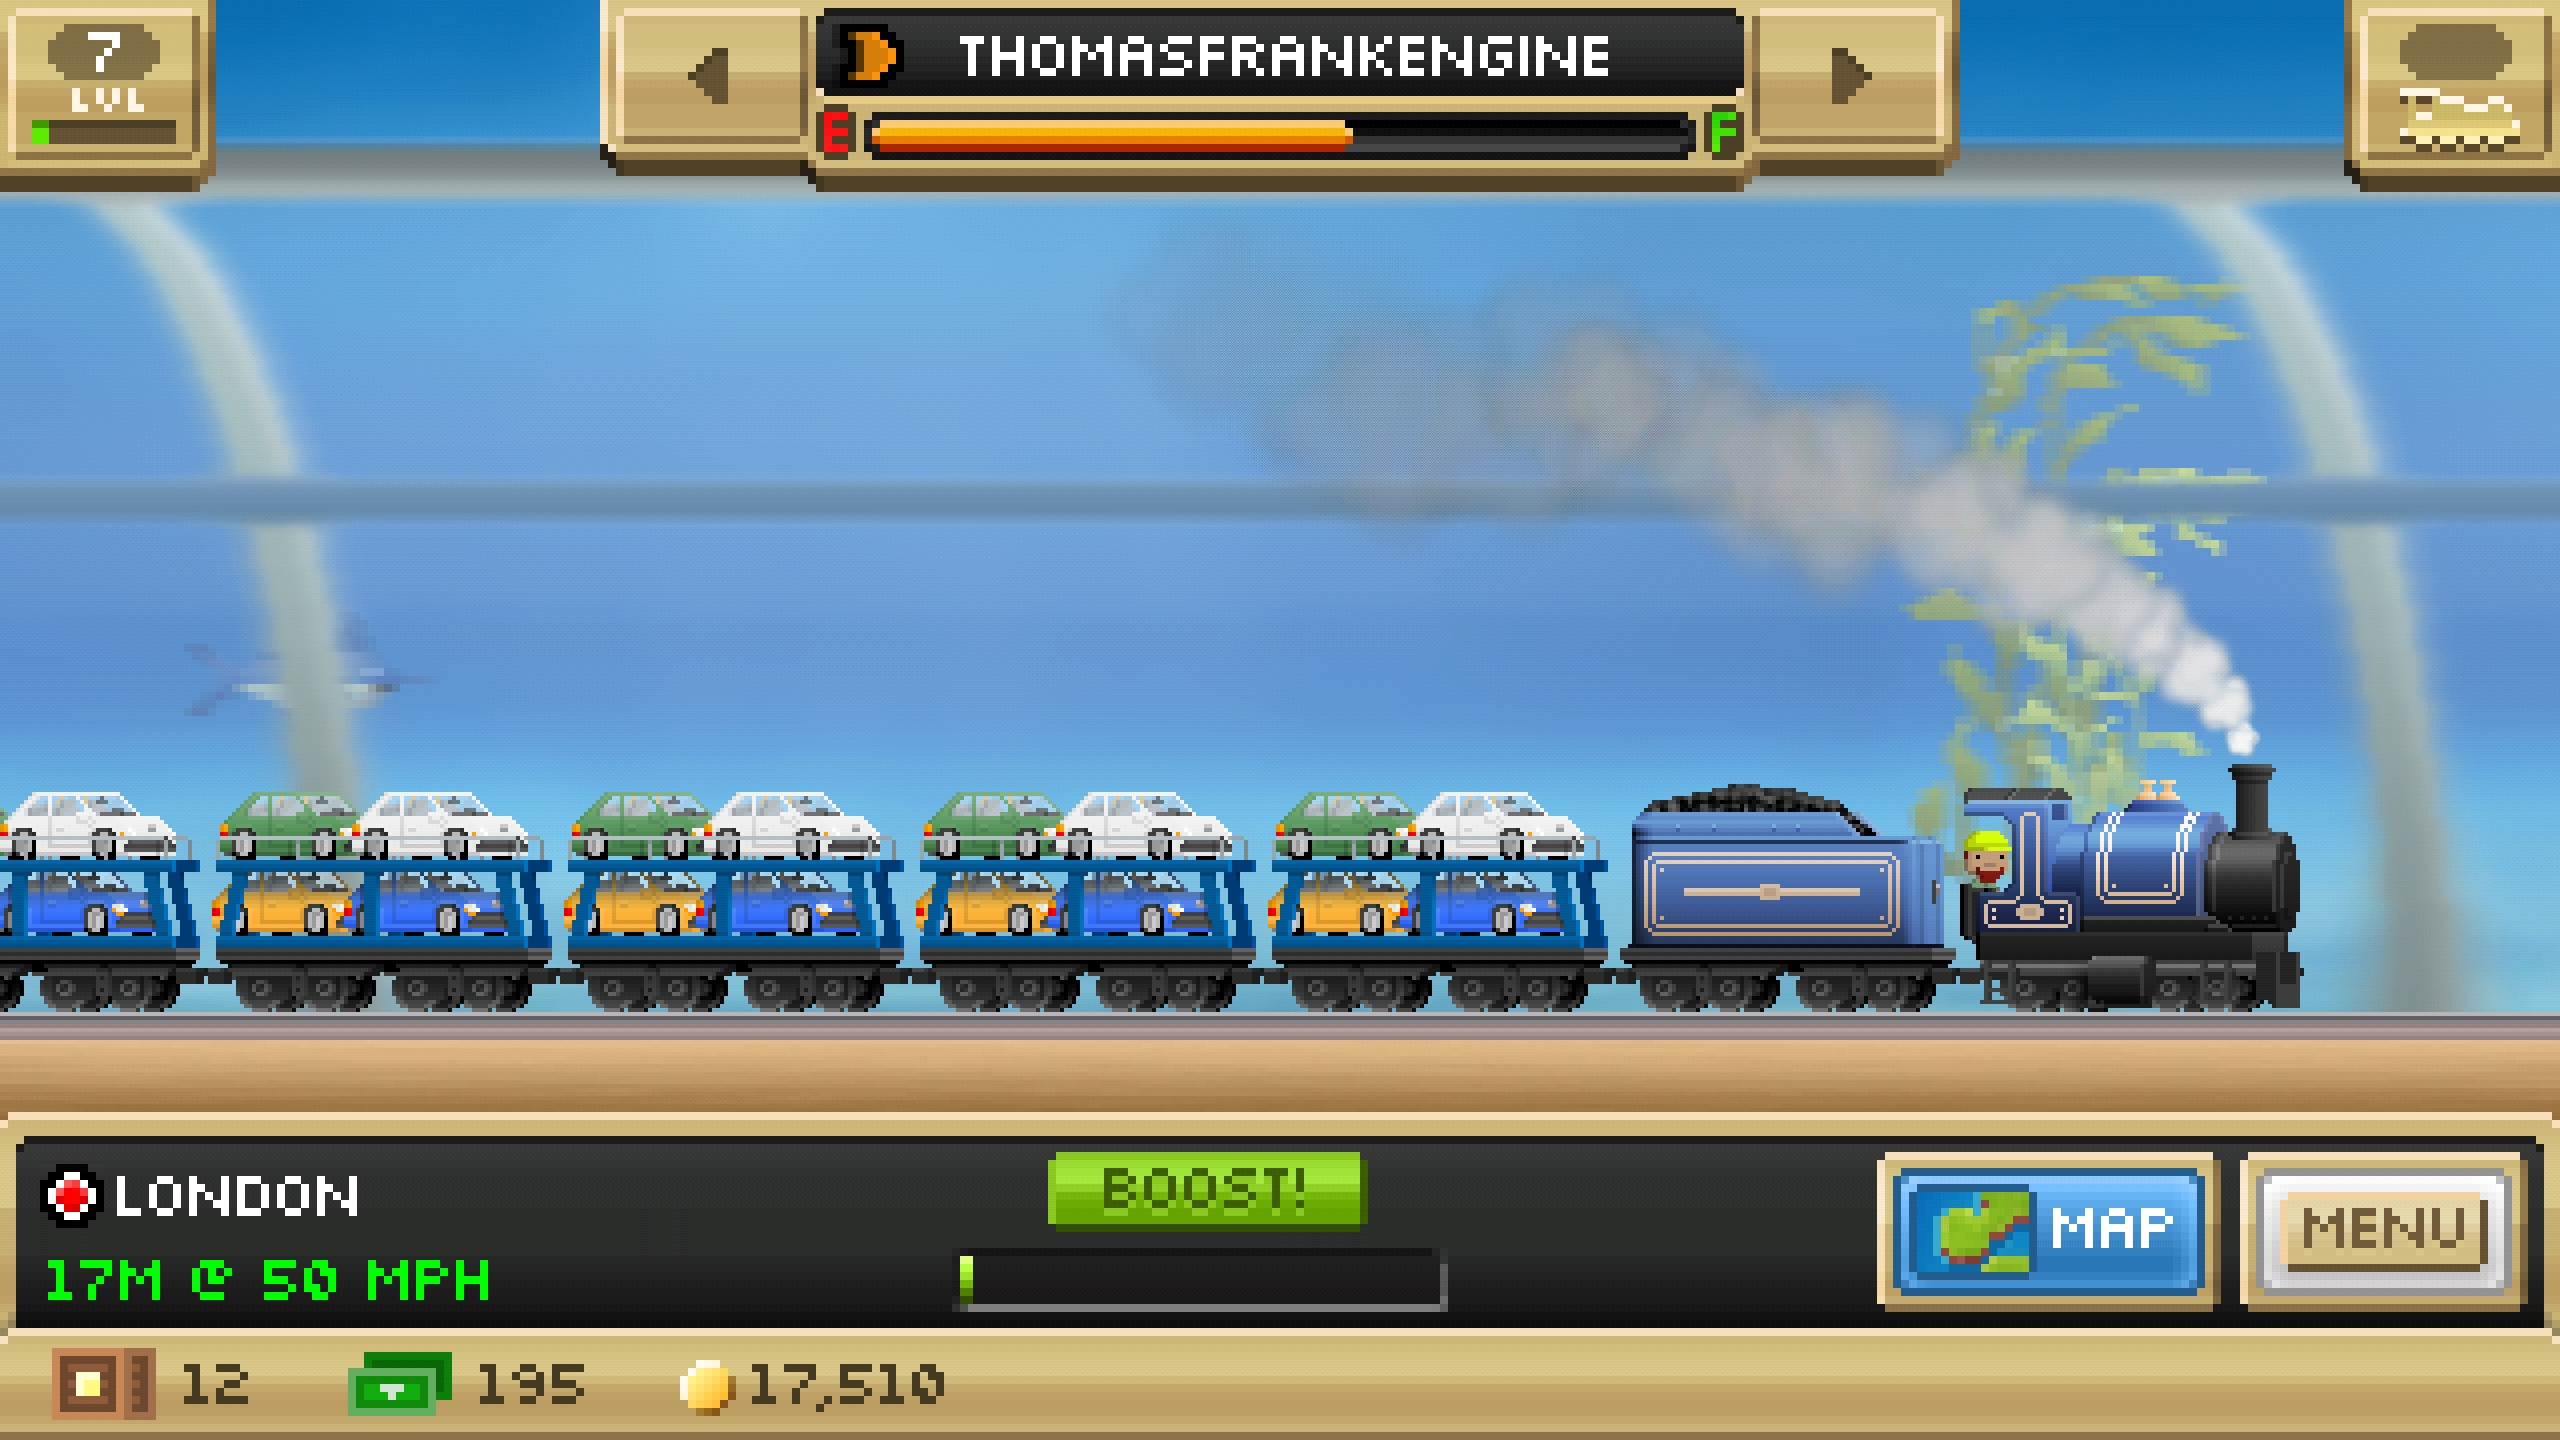 7
LVL
THOMASFRANKENGINE
E F
LONDON
17M @ 50 MPH
BOOST!
MAP
MENU
12 195 17,510